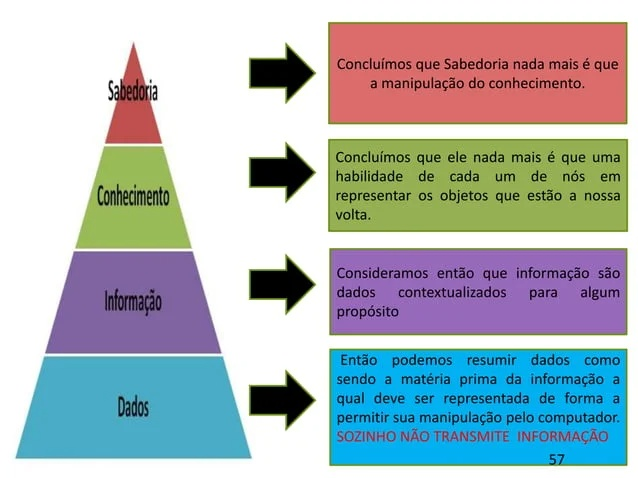 Sabedoria
Concluímos que Sabedoria nada mais é que
a manipulação do conhecimento.
Conhecimento
Concluímos que ele nada mais é que uma
habilidade de cada um de nós em
representar os objetos que estão a nossa
volta.
Informação
Consideramos então que informação são
dados contextualizados para algum
propósito
Dados
Então podemos resumir dados como
sendo a matéria prima da informação a
qual deve ser representada de forma a
permitir sua manipulação pelo computador.
SOZINHO NÃO TRANSMITE INFORMAÇÃO
57